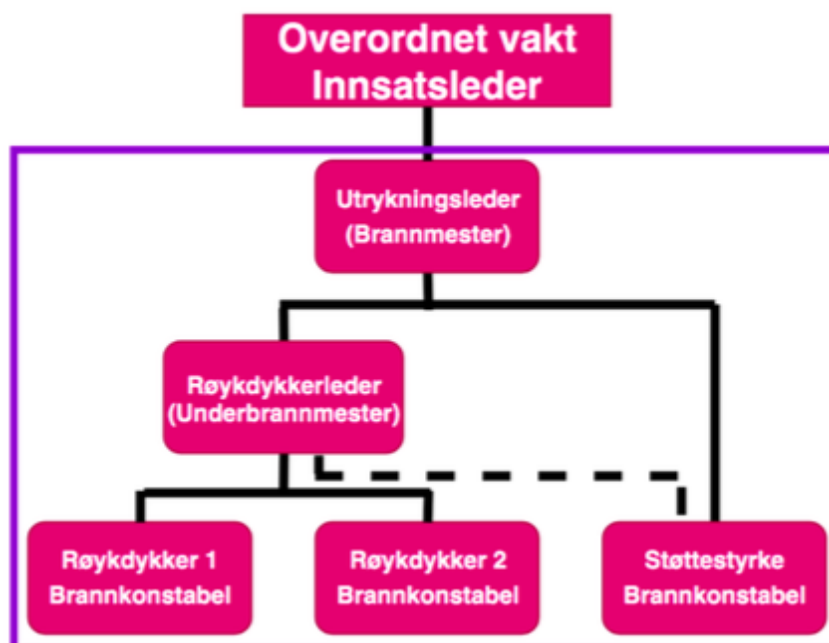 Overordnet vakt
Innsatsleder
Utrykningsleder
(Brannmester)
Røykdykkerleder
(Underbrannmester)
Røykdykker 1
Brannkonstabel
Røykdykker 2
Brannkonstabel
Støttestyrke
Brannkonstabel